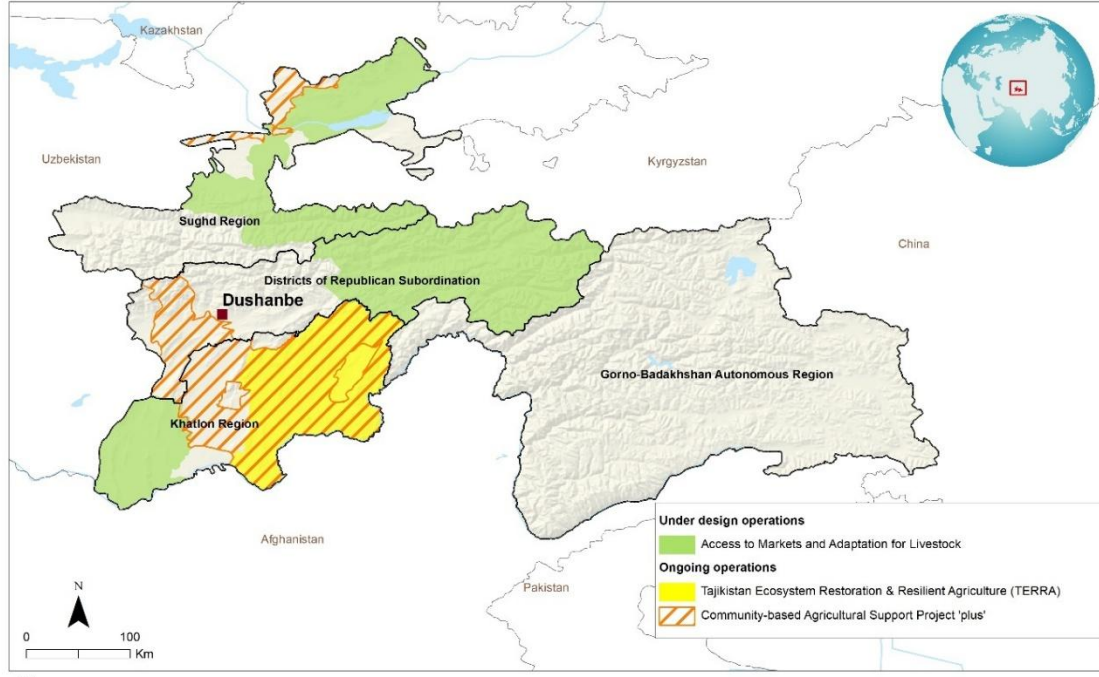 Kazakhstan
Uzbekistan
Kyrgyzstan
Sughd Region
China
Districts of Republican Subordination
Dushanbe
Gorno-Badakhshan Autonomous Region
Khatlon Region
Afghanistan
Pakistan
N
0 100
Km
Under design operations
Access to Markets and Adaptation for Livestock
Ongoing operations
Tajikistan Ecosystem Restoration & Resilient Agriculture (TERRA)
Community-based Agricultural Support Project 'plus'